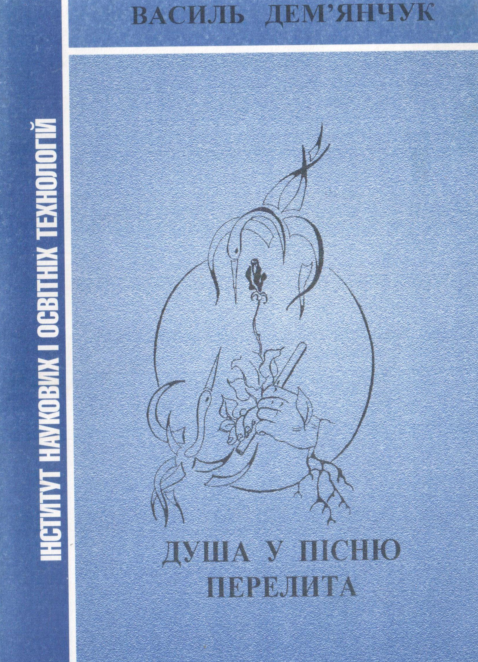 ВАСИЛЬ ДЕМ’ЯНЧУК
ІНСТИТУТ НАУКОВИХ І ОСВІТНІХ ТЕХНОЛОГІЙ
ДУША У ПІСНЮ
ПЕРЕЛИТА